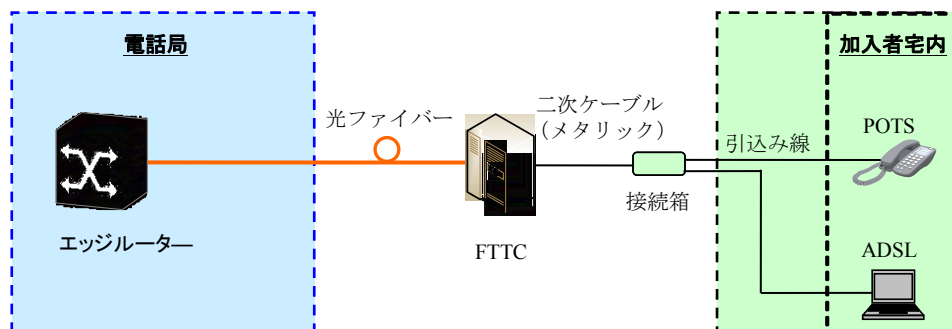 電話局
加入者宅内
光ファイバー
二次ケーブル
（メタリック）
引込み線
POTS
接続箱
エッジルーター
FTTC
ADSL